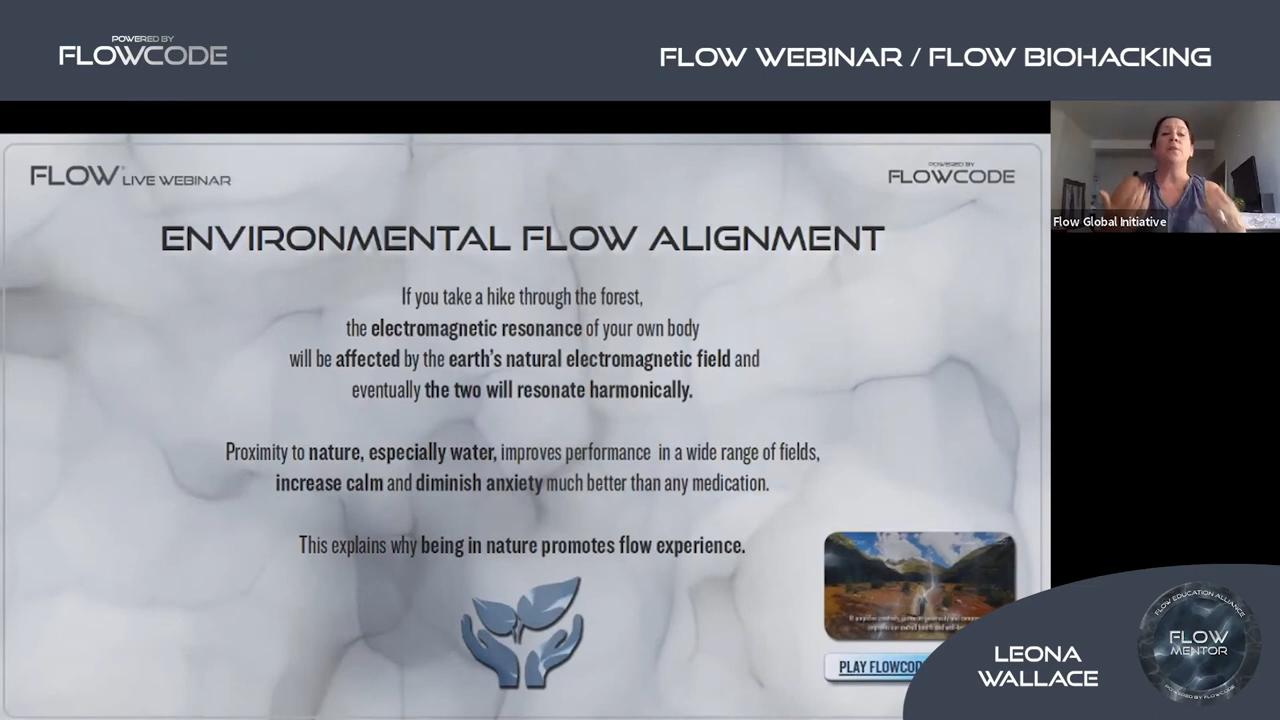 POWERED BY
FLOWCODE
FLOW WEBINAR / FLOW BIOHACKING
FLOW® LIVE WEBINAR
POWERED BY
FLOWCODE
ENVIRONMENTAL FLOW ALIGNMENT
If you take a hike through the forest,
the electromagnetic resonance of your own body
will be affected by the earth's natural electromagnetic field and
eventually the two will resonate harmonically.
Proximity to nature, especially water, improves performance in a wide range of fields,
increase calm and diminish anxiety much better than any medication.
This explains why being in nature promotes flow experience.
PLAY FLOWCOD
Flow Global Initiative
LEONA
WALLACE
FLOW EDUCATION ALLIANCE
FLOW
MENTOR
POWERED BY FLOWCODE